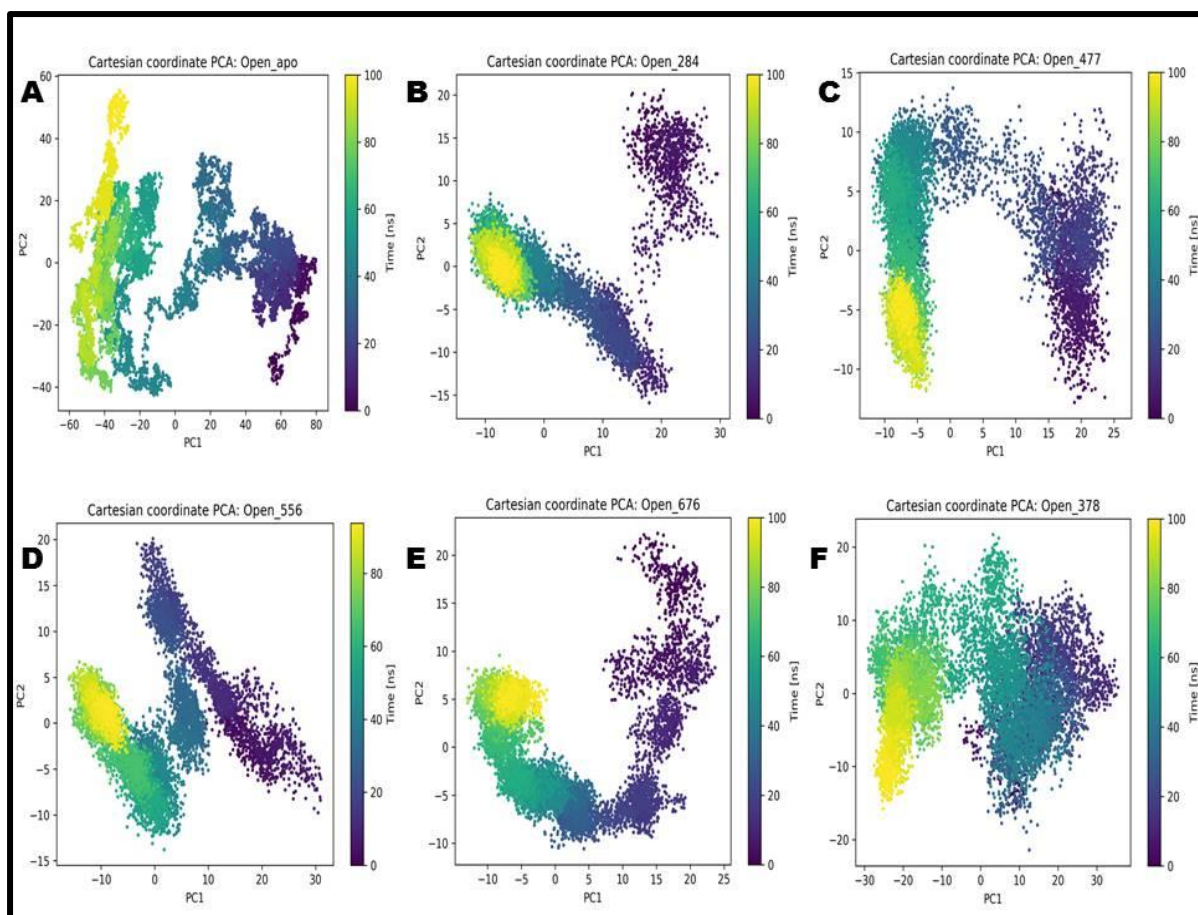 A
Cartesian coordinate PCA: Open_apo
60
40
20
0
−20
−40
PC2
−60 −40 −20 0 20 40 60 80
PC1
100
80
60
40
20
0
Time [ns]
B
Cartesian coordinate PCA: Open_284
20
15
10
5
0
−5
−10
−15
PC2
−10 0 10 20 30
PC1
100
80
60
40
20
0
Time [ns]
C
Cartesian coordinate PCA: Open_477
15
10
5
0
−5
−10
PC2
−10 −5 0 5 10 15 20 25
PC1
100
80
60
40
20
0
Time [ns]
D
Cartesian coordinate PCA: Open_556
20
15
10
5
0
−5
−10
−15
PC2
−10 0 10 20 30
PC1
80
60
40
20
0
Time [ns]
E
Cartesian coordinate PCA: Open_676
20
15
10
5
0
−5
−10
PC2
−10 −5 0 5 10 15 20 25
PC1
100
80
60
40
20
0
Time [ns]
F
Cartesian coordinate PCA: Open_378
20
10
0
−10
−20
PC2
−30 −20 −10 0 10 20 30
PC1
100
80
60
40
20
0
Time [ns]